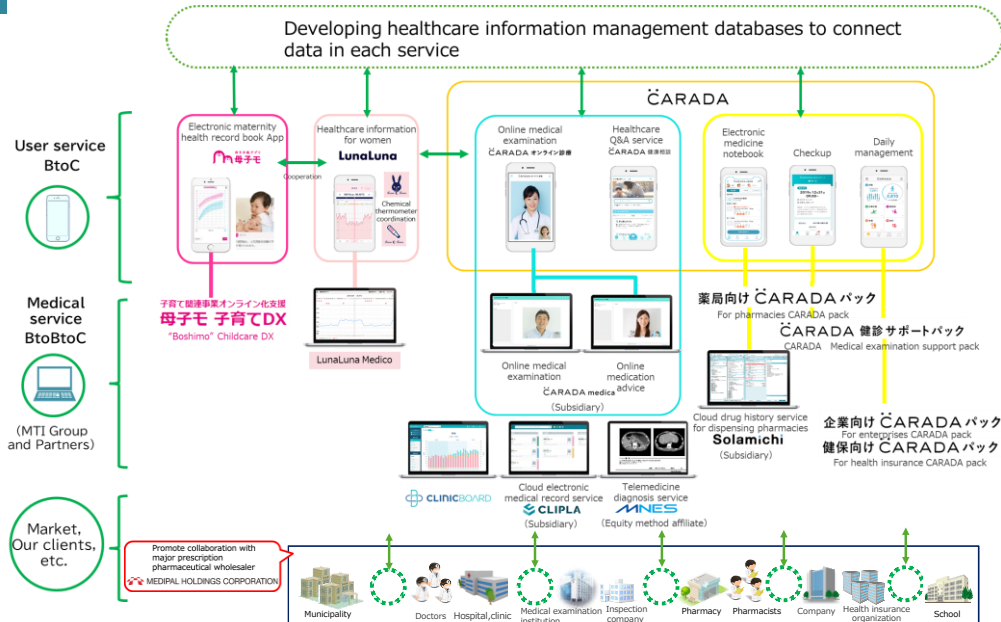 Developing healthcare information management databases to connect
data in each service
CARADA
User service
BtoC
Electronic maternity
health record book App
母子モ
Cooperation
Healthcare information
for women
LunaLuna
Chemical
thermometer
coordination
Online medical
examination
CARADA オンライン診療
Healthcare
Q&A service
CARADA 健康相談
Electronic
medicine
notebook
Checkup
Daily
management
Medical
service
BtoBtoC
(MTI Group
and Partners)
子育て関連事業オンライン化支援
母子モ 子育てDX
"Boshimo" Childcare DX
LunaLuna Medico
Online medical
examination
Online
medication
advice
CARADA medica
(Subsidiary)
薬局向け CARADA パック
For pharmacies CARADA pack
CARADA 健診サポートパック
CARADA Medical examination support pack
Cloud drug history service
for dispensing pharmacies
Solamichi
(Subsidiary)
企業向け CARADA パック
For enterprises CARADA pack
健保向け CARADA パック
For health insurance CARADA pack
CLINICBOARD
Cloud electronic
medical record service
CLIPLA
(Subsidiary)
Telemedicine
diagnosis service
MNES
(Equity method affiliate)
Market,
Our clients,
etc.
Promote collaboration with
major prescription
pharmaceutical wholesaler
MEDIPAL HOLDINGS CORPORATION
Municipality
Doctors
Hospital,clinic
Medical examination
institution
Inspection
company
Pharmacy
Pharmacists
Company
Health insurance
organization
School